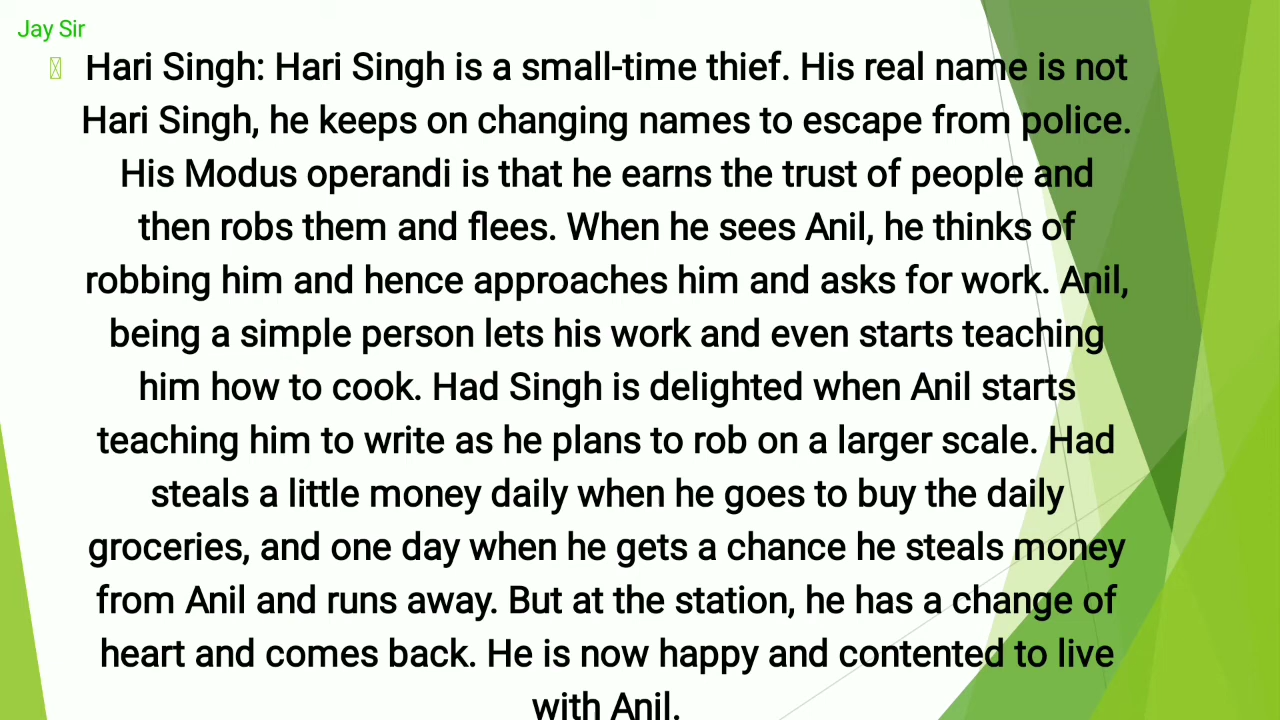 Jay Sir
Hari Singh: Hari Singh is a small-time thief. His real name is not
Hari Singh, he keeps on changing names to escape from police.
His Modus operandi is that he earns the trust of people and
then robs them and flees. When he sees Anil, he thinks of
robbing him and hence approaches him and asks for work. Anil,
being a simple person lets his work and even starts teaching
him how to cook. Had Singh is delighted when Anil starts
teaching him to write as he plans to rob on a larger scale. Had
steals a little money daily when he goes to buy the daily
groceries, and one day when he gets a chance he steals money
from Anil and runs away. But at the station, he has a change of
heart and comes back. He is now happy and contented to live
with Anil.